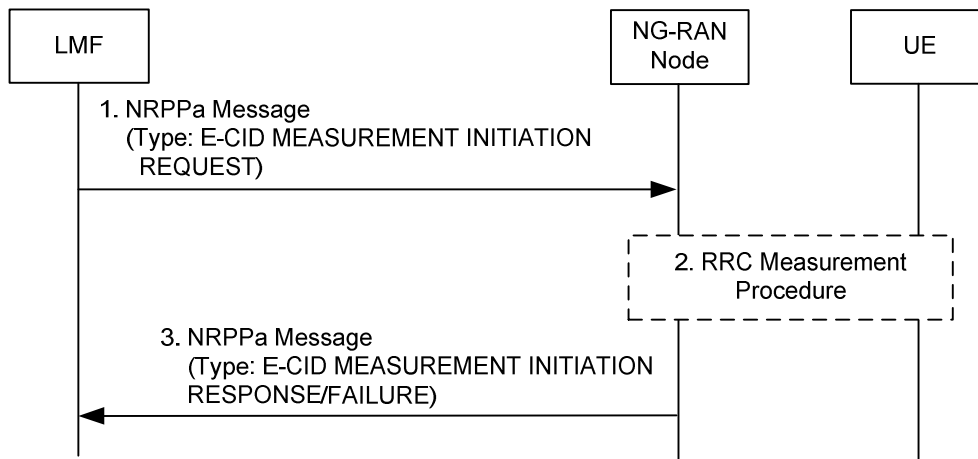 LMF
NG-RAN
Node
UE
1. NRPPa Message
(Type: E-CID MEASUREMENT INITIATION
REQUEST)
2. RRC Measurement
Procedure
3. NRPPa Message
(Type: E-CID MEASUREMENT INITIATION
RESPONSE/FAILURE)